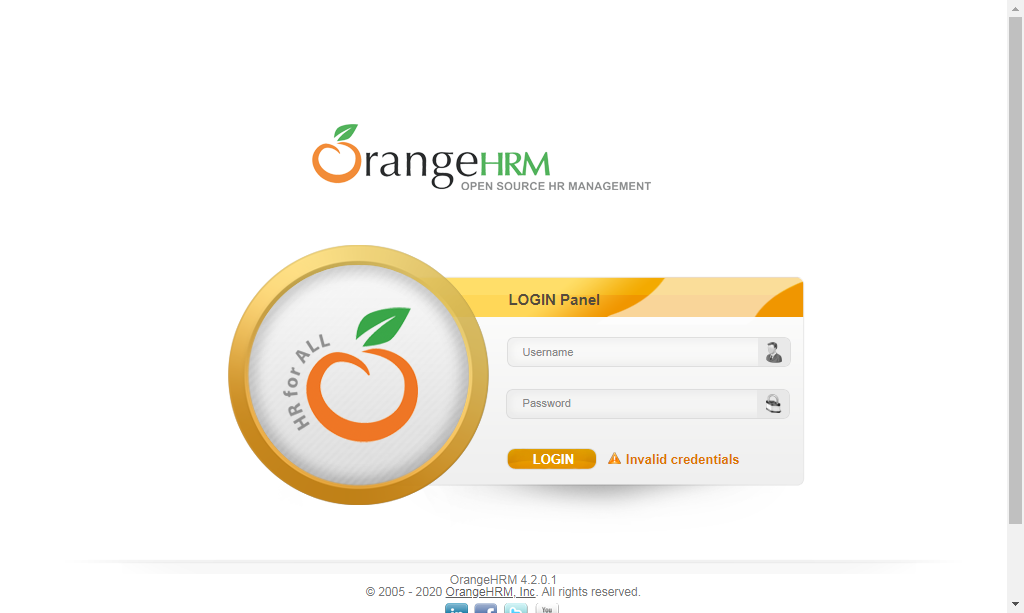 OrangeHRM
OPEN SOURCE HR MANAGEMENT
HR for ALL
LOGIN Panel
Username
Password
LOGIN
Invalid credentials
OrangeHRM 4.2.0.1
© 2005 - 2020 OrangeHRM, Inc. All rights reserved.
in f t You